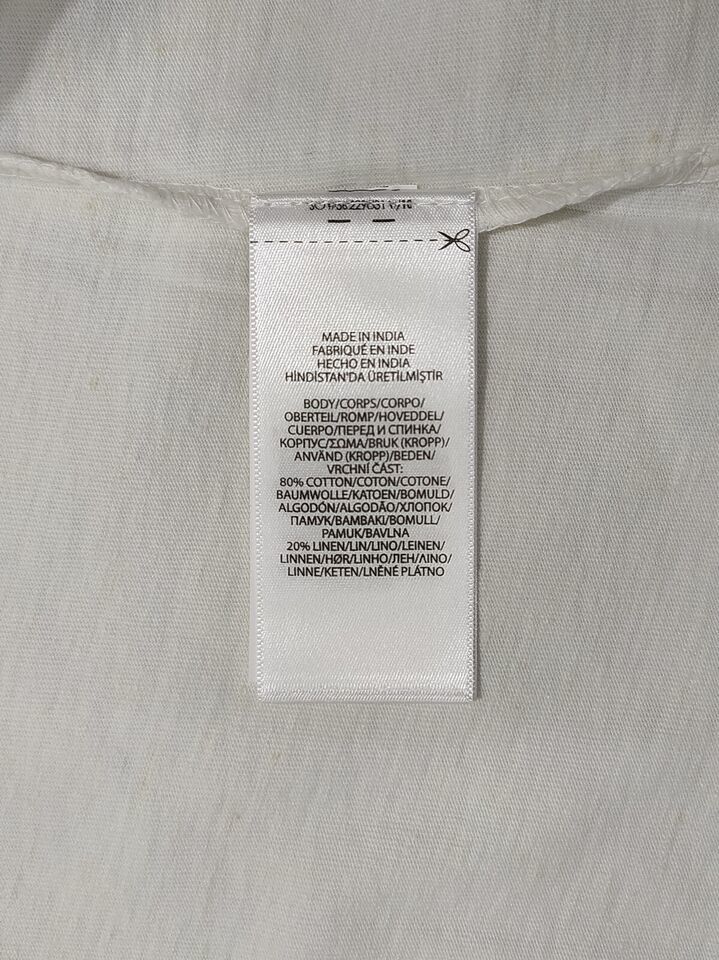 MADE IN INDIA
FABRIQUÉ EN INDE
HECHO EN INDIA
HİNDİSTAN'DA ÜRETİLMİŞTİR
BODY/CORPS/CORPO/
OBERTEIL/ROMP/HOVEDDEL/
CUERPO/ПЕРЕД И СПИНКА/
КОРПУС/ΣΩΜΑ/BRUK (KROPP)/
ANVÄND (KROPP)/BEDEN/
VRCHNÍ ČÁST:
80% COTTON/COTON/COTONE/
BAUMWOLLE/KATOEN/BOMULD/
ALGODÓN/ALGODÃO/ХЛОПОК/
ПАМУК/ΒΑΜΒΑΚΙ/BOMULL/
PAMUK/BAVLNA
20% LINEN/LIN/LINO/LEINEN/
LINNEN/HØR/LINHO/ЛЕН/ΛΙΝΟ/
LINNE/KETEN/LNĚNÉ PLÁTNO